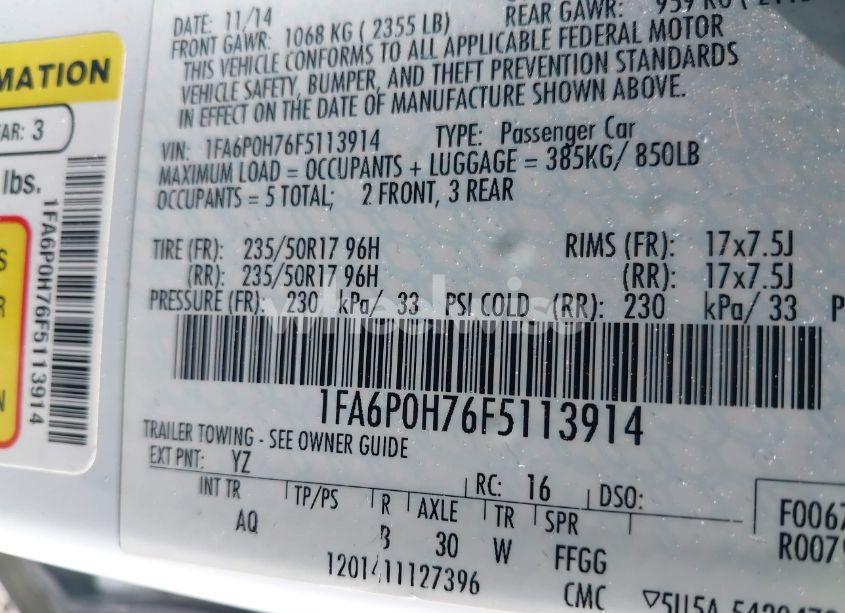 MATION
AR: 3
lbs.
1FA6P0H76F5113914
DATE: 11/14
FRONT GAWR: 1068 KG ( 2355 LB) REAR GAWR:
THIS VEHICLE CONFORMS TO ALL APPLICABLE FEDERAL MOTOR
VEHICLE SAFETY, BUMPER, AND THEFT PREVENTION STANDARDS
IN EFFECT ON THE DATE OF MANUFACTURE SHOWN ABOVE.
VIN: 1FA6P0H76F5113914 TYPE: Passenger Car
MAXIMUM LOAD = OCCUPANTS + LUGGAGE = 385KG/ 850LB
OCCUPANTS = 5 TOTAL; 2 FRONT, 3 REAR
TIRE (FR): 235/50R17 96H RIMS (FR): 17x7.5J
(RR): 235/50R17 96H (RR): 17x7.5J
PRESSURE (FR): 230 kPa/ 33 PSI COLD (RR): 230 kPa/ 33 P
1FA6P0H76F5113914
TRAILER TOWING - SEE OWNER GUIDE
EXT PNT: YZ RC: 16 DSO:
INT TR TP/PS R AXLE TR SPR
AQ 30 W FFGG
1201411127396 CMC
F0067
R0079